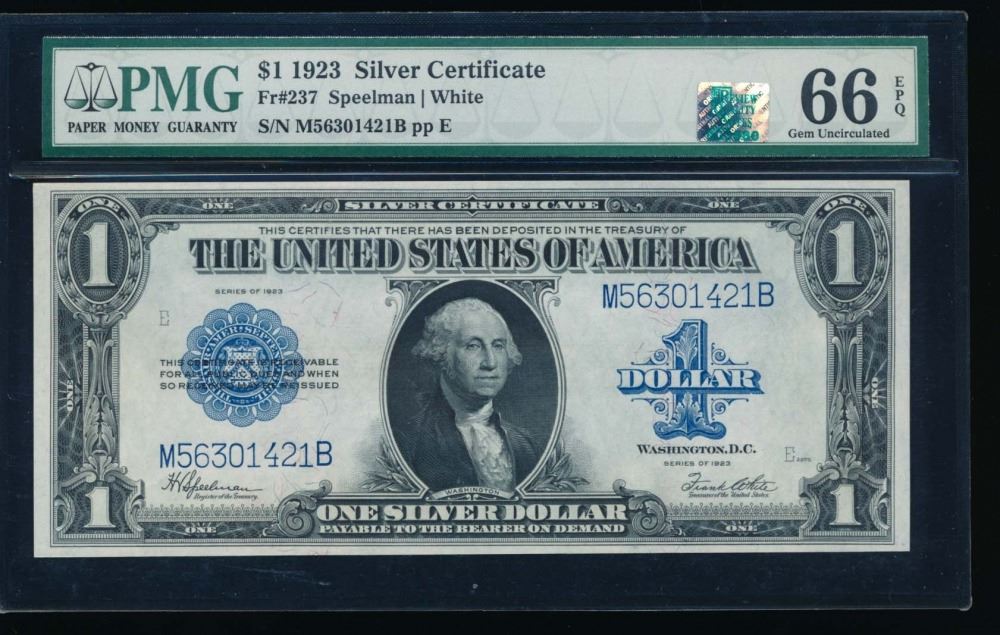 PMG
PAPER MONEY GUARANTY
$1 1923 Silver Certificate
Fr#237 Speelman | White
S/N M56301421B pp E
66
EPQ
Gem Uncirculated
ONE
SILVER CERTIFICATE
ONE
ONE
ONE
1
1
THIS CERTIFIES THAT THERE HAS BEEN DEPOSITED IN THE TREASURY OF
THE UNITED STATES OF AMERICA
SERIES OF 1923
M56301421B
E
THIS CERTIFICATE IS RECEIVABLE
FOR ALL PUBLIC DUES AND WHEN
SO RECEIVED MAY BE REISSUED
1
DOLLAR
ONE
ONE
WASHINGTON, D.C.
SERIES OF 1923
E
M56301421B
H V Speelman
Register of the Treasury.
WASHINGTON
Frank White
Treasurer of the United States.
1
1
ONE SILVER DOLLAR
PAYABLE TO THE BEARER ON DEMAND
ONE
ONE